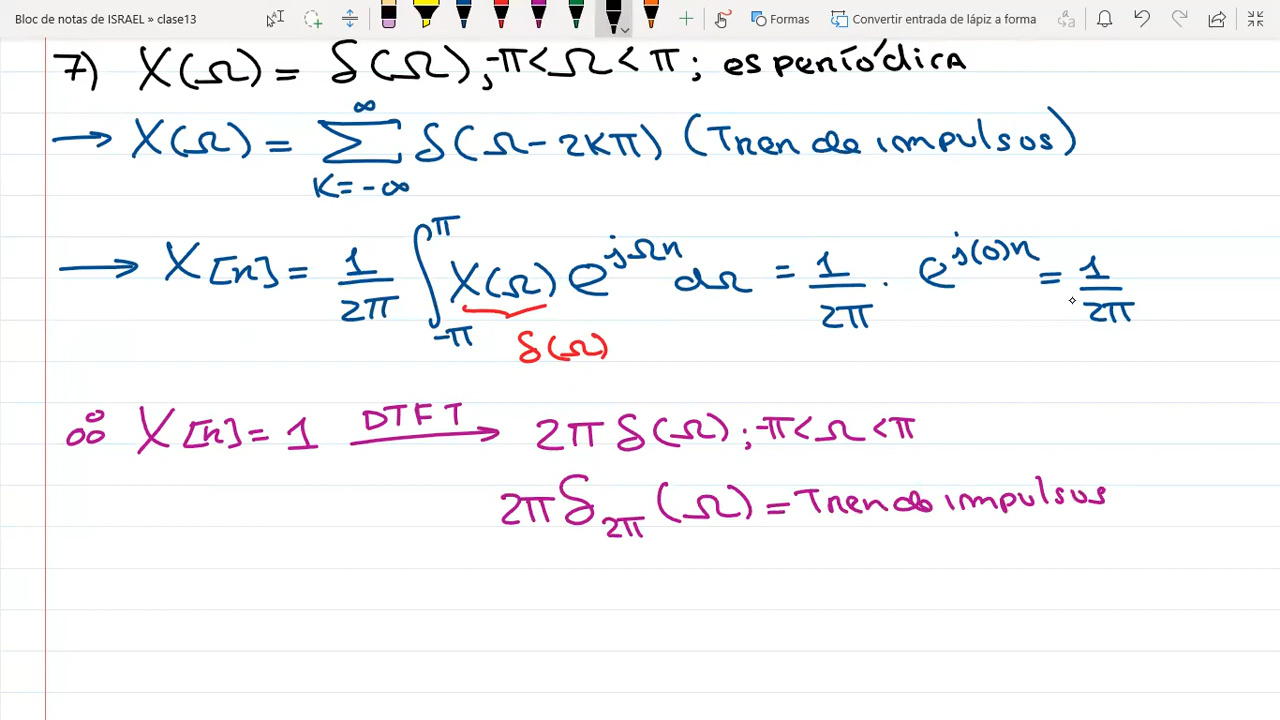 Bloc de notas de ISRAEL » clase13 Formas Convertir entrada de lápiz a forma
7) X(Ω) = δ(Ω); -π<Ω<π; es períódica
→ X(Ω) = ∑_{K=-∞}^{∞} δ(Ω-2Kπ) (Tren de impulsos)
→ X[n] = 1/2π ∫_{-π}^{π} X(Ω) e^{jΩn} dΩ = 1/2π · e^{j(0)n} = 1/2π
δ(Ω)
∴ X[n] = 1 DTFT→ 2π δ(Ω); -π<Ω<π
2π δ_{2π} (Ω) = Tren de impulsos